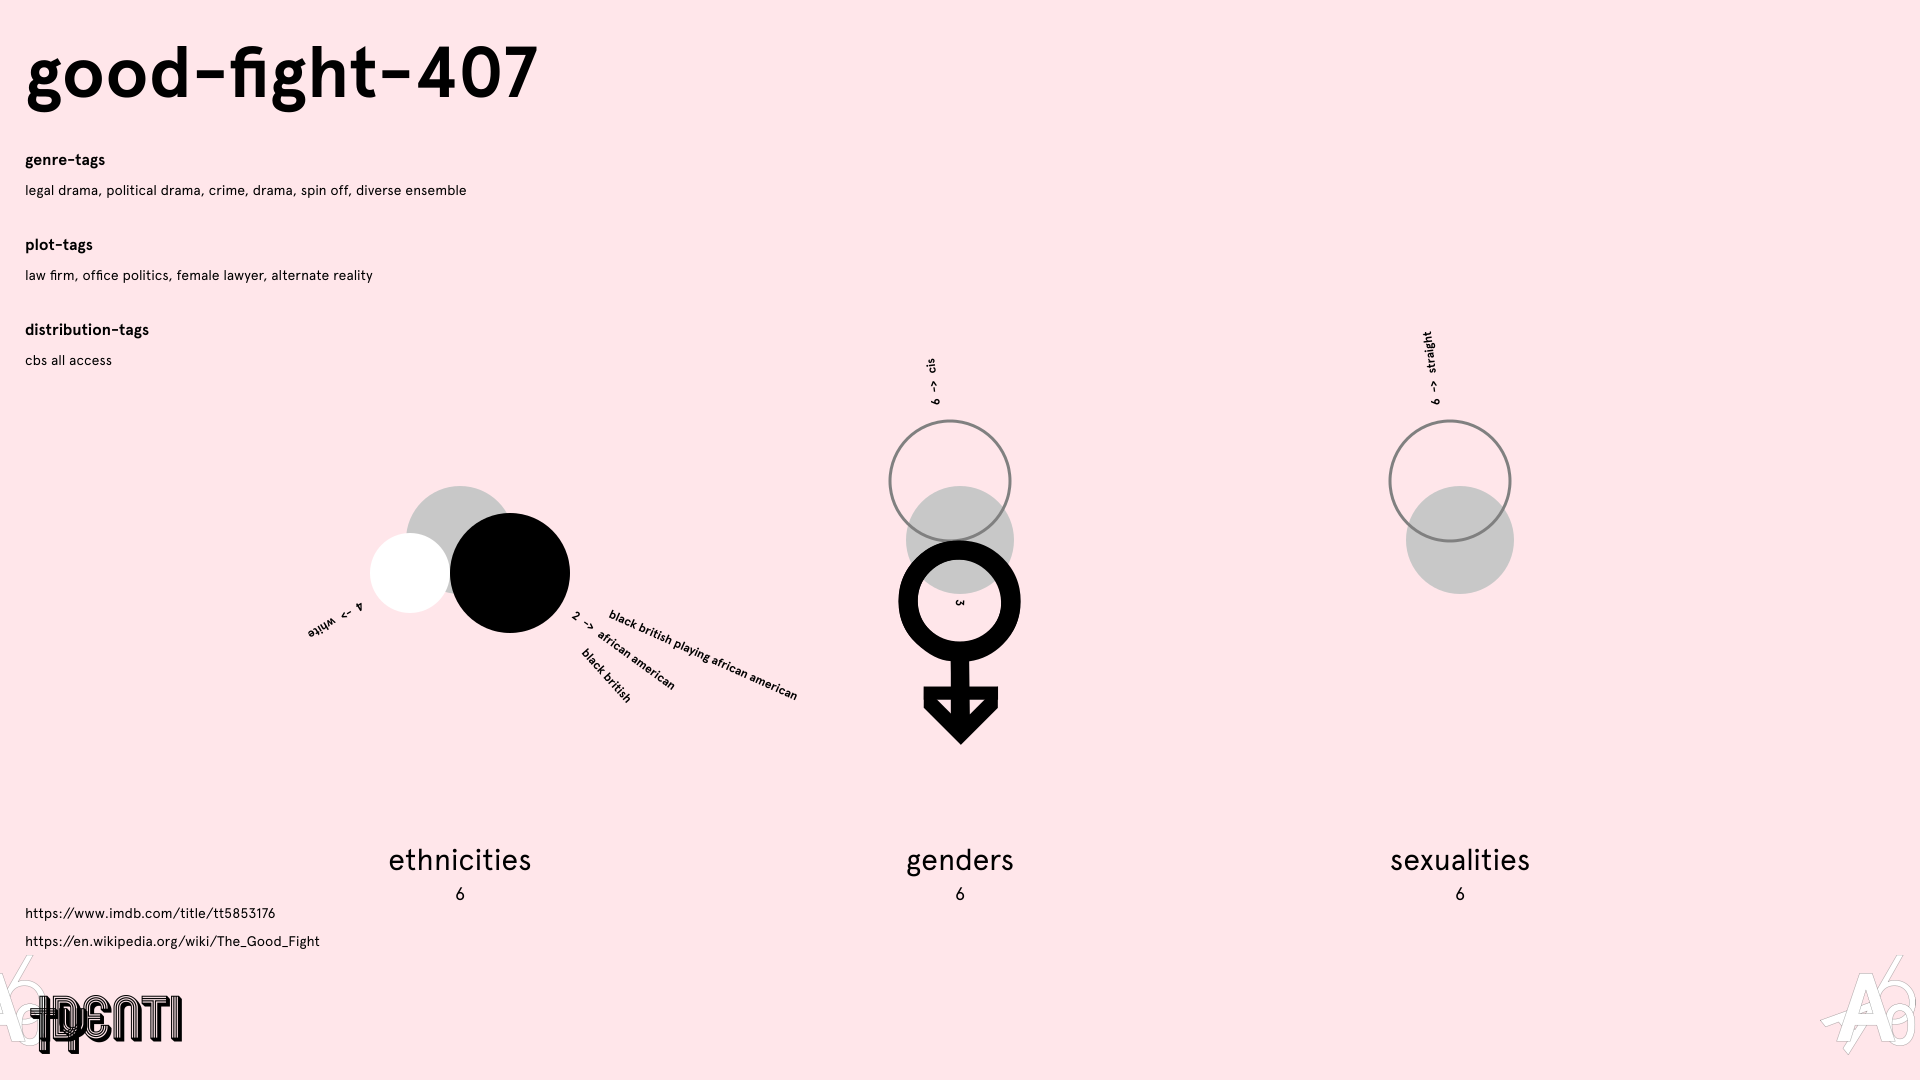 good-fight-407
genre-tags
legal drama, political drama, crime, drama, spin off, diverse ensemble
plot-tags
law firm, office politics, female lawyer, alternate reality
distribution-tags
cbs all access
4 -> white
2 -> african american
black british playing african american
black british
6 -> cis
3
6 -> straight
ethnicities
6
genders
6
sexualities
6
https://www.imdb.com/title/tt5853176
https://en.wikipedia.org/wiki/The_Good_Fight
IDENTI